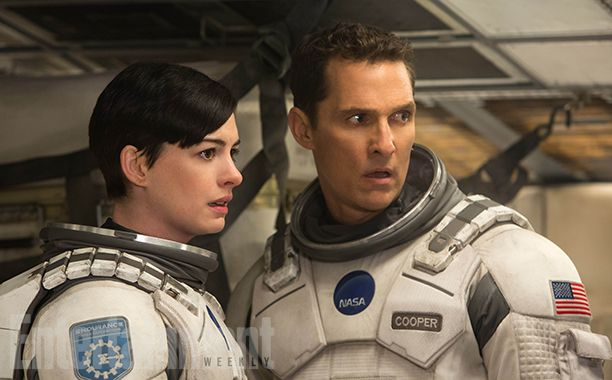 NASA
COOPER
ENDURANCE
Entertainment
WEEKLY